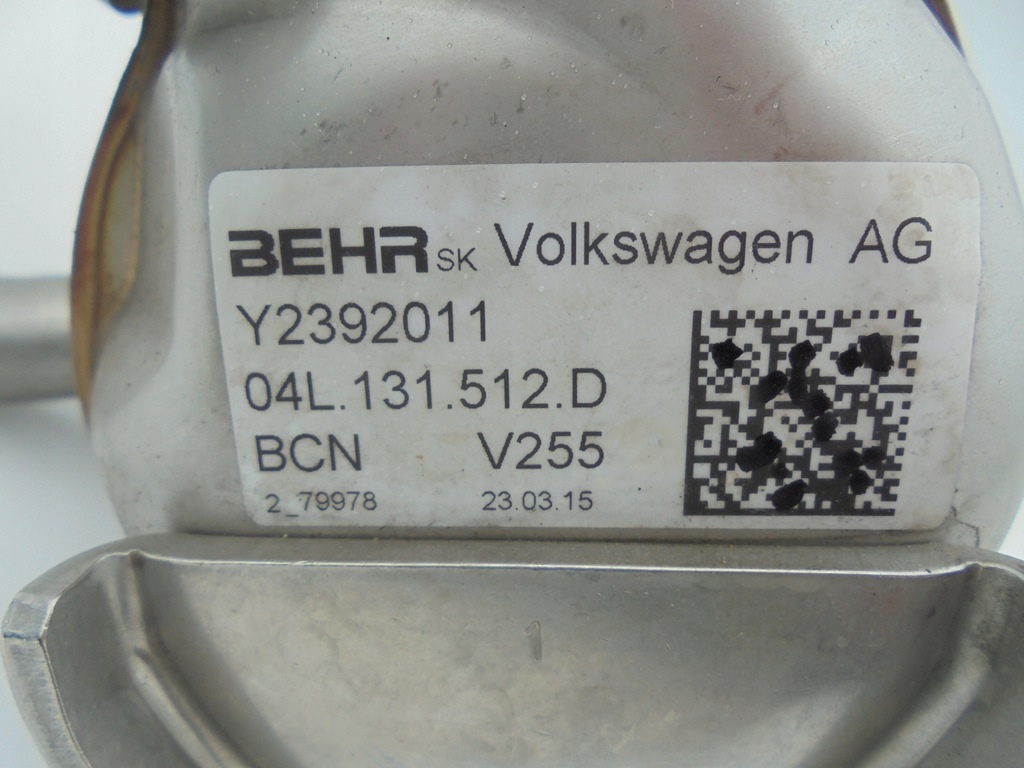 BEHR SK Volkswagen AG
Y2392011
04L.131.512.D
BCN V255
2_79978 23.03.15